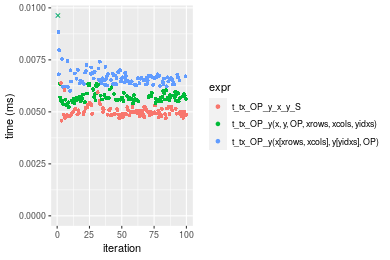 0.0100
0.0075
0.0050
0.0025
0.0000
time (ms)
0
25
50
75
100
iteration
expr
t_tx_OP_y_x_y_S
t_tx_OP_y(x, y, OP, xrows, xcols, yidxs)
t_tx_OP_y(x[xrows, xcols], y[yidxs], OP)